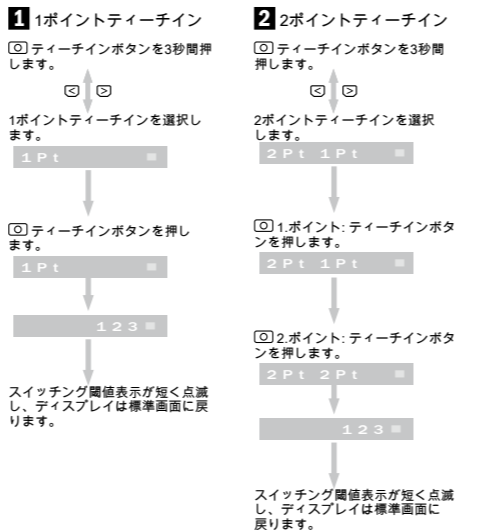 1 1ポイントティーチイン
ティーチインボタンを3秒間押
します。
< >
1ポイントティーチインを選択し
ます。
1Pt
ティーチインボタンを押し
ます。
1Pt
123
スイッチング閾値表示が短く点滅
し、ディスプレイは標準画面に戻
ります。
2 2ポイントティーチイン
ティーチインボタンを3秒間
押します。
< >
2ポイントティーチインを選択
します。
2Pt 1Pt
1.ポイント: ティーチインボタ
ンを押します。
2Pt 1Pt
2.ポイント: ティーチインボタ
ンを押します。
2Pt 2Pt
123
スイッチング閾値表示が短く点滅
し、ディスプレイは標準画面に
戻ります。